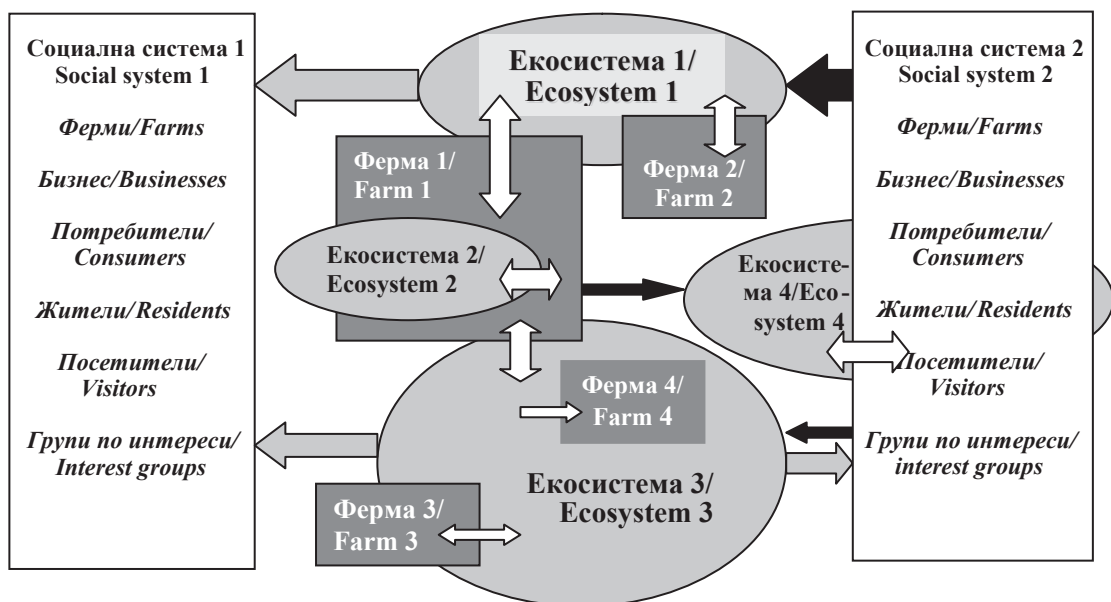 Социална система 1
Social system 1
Ферми/Farms
Бизнес/Businesses
Потребители/
Consumers
Жители/Residents
Посетители/
Visitors
Групи по интереси/
Interest groups
Екосистема 1/
Ecosystem 1
Ферма 1/
Farm 1
Ферма 2/
Farm 2
Екосистема 2/
Ecosystem 2
Екосисте-
ма 4/Eco-
system 4
Ферма 4/
Farm 4
Екосистема 3/
Ecosystem 3
Ферма 3/
Farm 3
Социална система 2
Social system 2
Ферми/Farms
Бизнес/Businesses
Потребители/
Consumers
Жители/Residents
Посетители/
Visitors
Групи по интереси/
interest groups